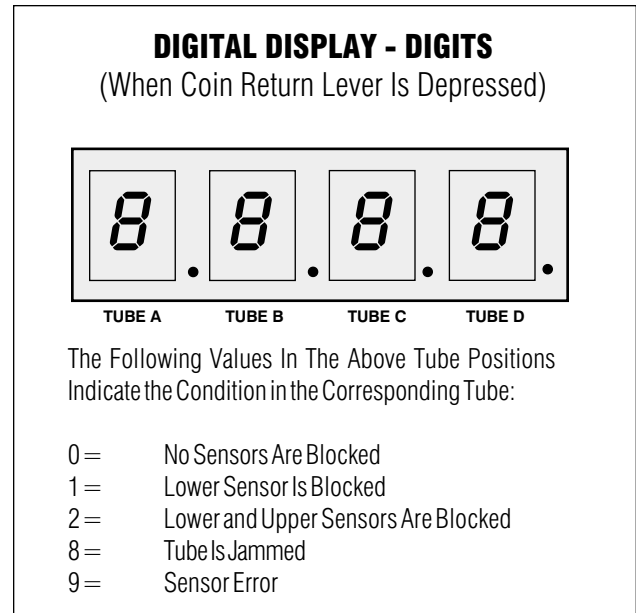 DIGITAL DISPLAY - DIGITS
(When Coin Return Lever Is Depressed)
8. 8. 8. 8.
TUBE A TUBE B TUBE C TUBE D
The Following Values In The Above Tube Positions
Indicate the Condition in the Corresponding Tube:
0 = No Sensors Are Blocked
1 = Lower Sensor Is Blocked
2 = Lower and Upper Sensors Are Blocked
8 = Tube Is Jammed
9 = Sensor Error